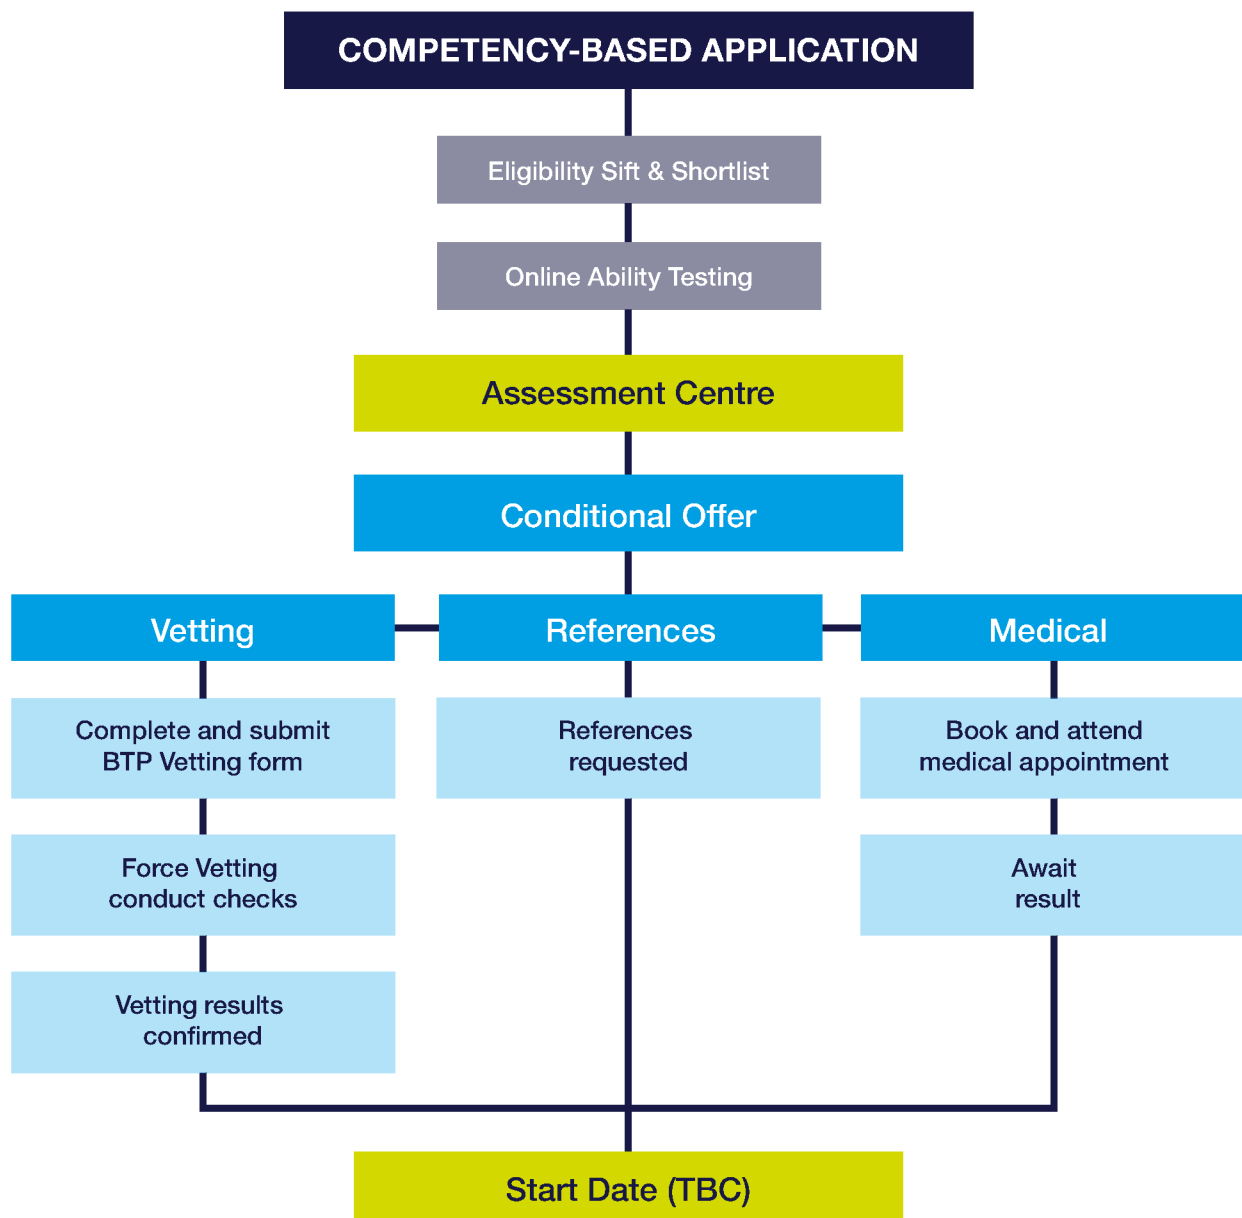 COMPETENCY-BASED APPLICATION
Eligibility Sift & Shortlist
Online Ability Testing
Assessment Centre
Conditional Offer
Vetting
References
Medical
Complete and submit
BTP Vetting form
References
requested
Book and attend
medical appointment
Force Vetting
conduct checks
Await
result
Vetting results
confirmed
Start Date (TBC)